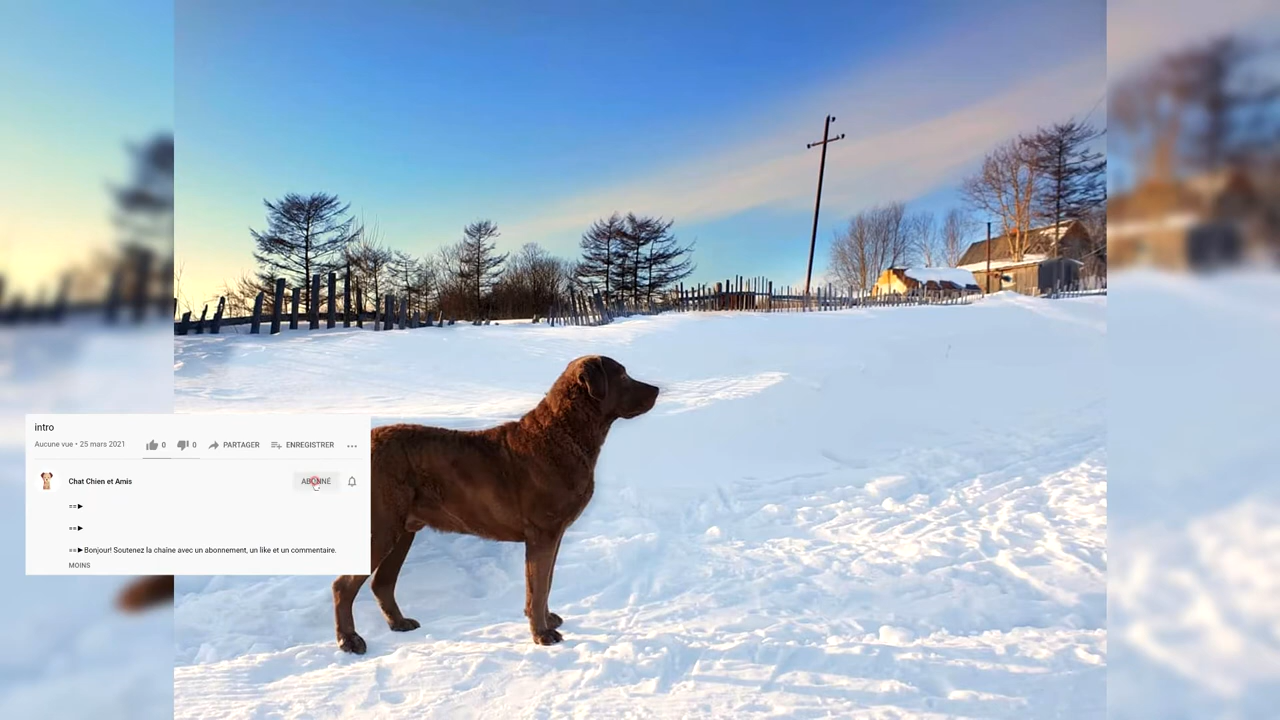 intro
Aucune vue • 25 mars 2021
0 0 PARTAGER ENREGISTRER ...
Chat Chien et Amis
ABONNÉ
==►
==►
==►Bonjour! Soutenez la chaîne avec un abonnement, un like et un commentaire.
MOINS